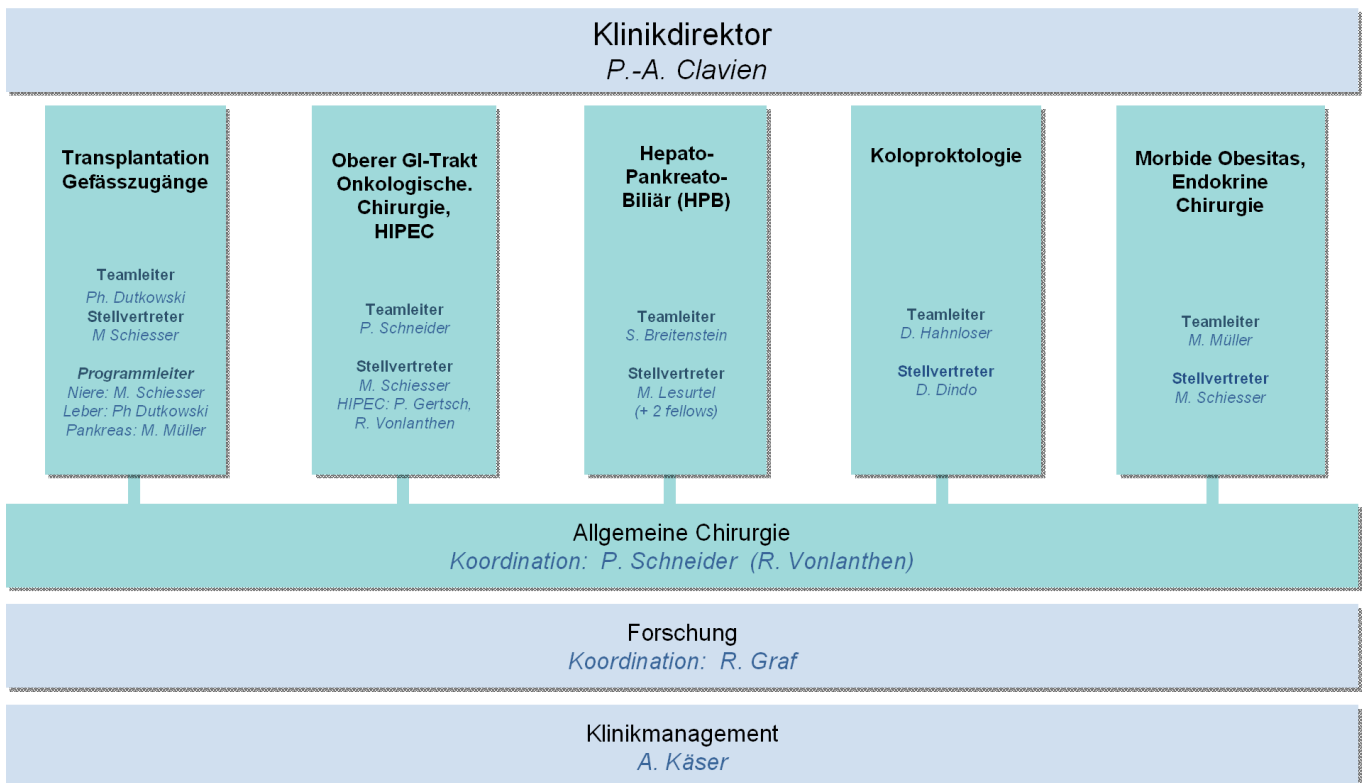 Klinikdirektor
P.-A. Clavien
Transplantation
Gefässzugänge
Teamleiter
Ph. Dutkowski
Stellvertreter
M Schiesser
Programmleiter
Niere: M. Schiesser
Leber: Ph Dutkowski
Pankreas: M. Müller
Oberer GI-Trakt
Onkologische.
Chirurgie,
HIPEC
Teamleiter
P. Schneider
Stellvertreter
M. Schiesser
HIPEC: P. Gertsch,
R. Vonlanthen
Hepato-
Pankreato-
Biliär (HPB)
Teamleiter
S. Breitenstein
Stellvertreter
M. Lesurtel
(+ 2 fellows)
Koloproktologie
Teamleiter
D. Hahnloser
Stellvertreter
D. Dindo
Morbide Obesitas,
Endokrine
Chirurgie
Teamleiter
M. Müller
Stellvertreter
M. Schiesser
Allgemeine Chirurgie
Koordination: P. Schneider (R. Vonlanthen)
Forschung
Koordination: R. Graf
Klinikmanagement
A. Käser